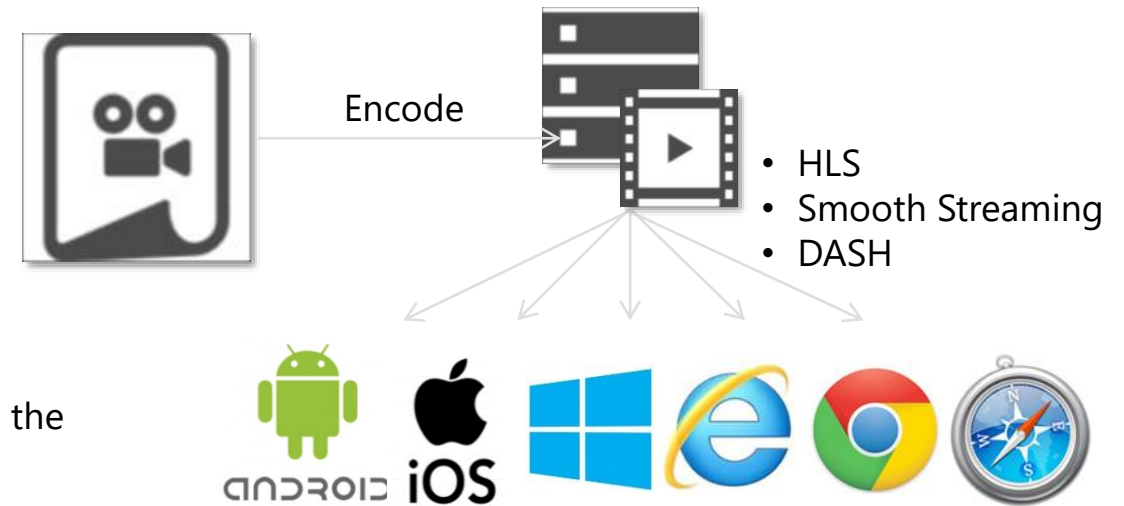 Encode
• HLS
• Smooth Streaming
• DASH
the
ANDROID
iOS
N
E
S
W